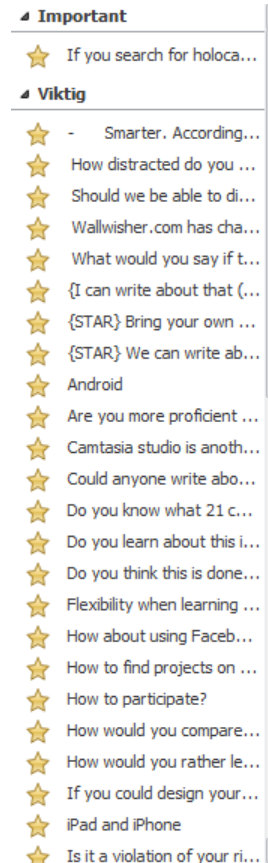 Important
If you search for holoca...
Viktig
- Smarter. According...
How distracted do you ...
Should we be able to di...
Wallwisher.com has cha...
What would you say if t...
{I can write about that (...
{STAR} Bring your own ...
{STAR} We can write ab...
Android
Are you more proficient ...
Camtasia studio is anoth...
Could anyone write abo...
Do you know what 21 c...
Do you learn about this i...
Do you think this is done...
Flexibility when learning ...
How about using Faceb...
How to find projects on ...
How to participate?
How would you compare...
How would you rather le...
If you could design your...
iPad and iPhone
Is it a violation of your ri...